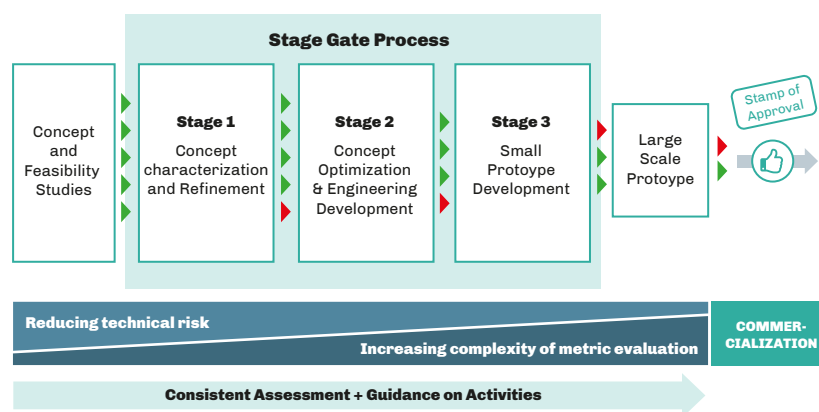 Stage Gate Process
Concept
and
Feasibility
Studies
Stage 1
Concept
characterization
and Refinement
Stage 2
Concept
Optimization
& Engineering
Development
Stage 3
Small
Protoype
Development
Large
Scale
Protoype
Stamp of
Approval
Reducing technical risk
Increasing complexity of metric evaluation
COMMER-
CIALIZATION
Consistent Assessment + Guidance on Activities